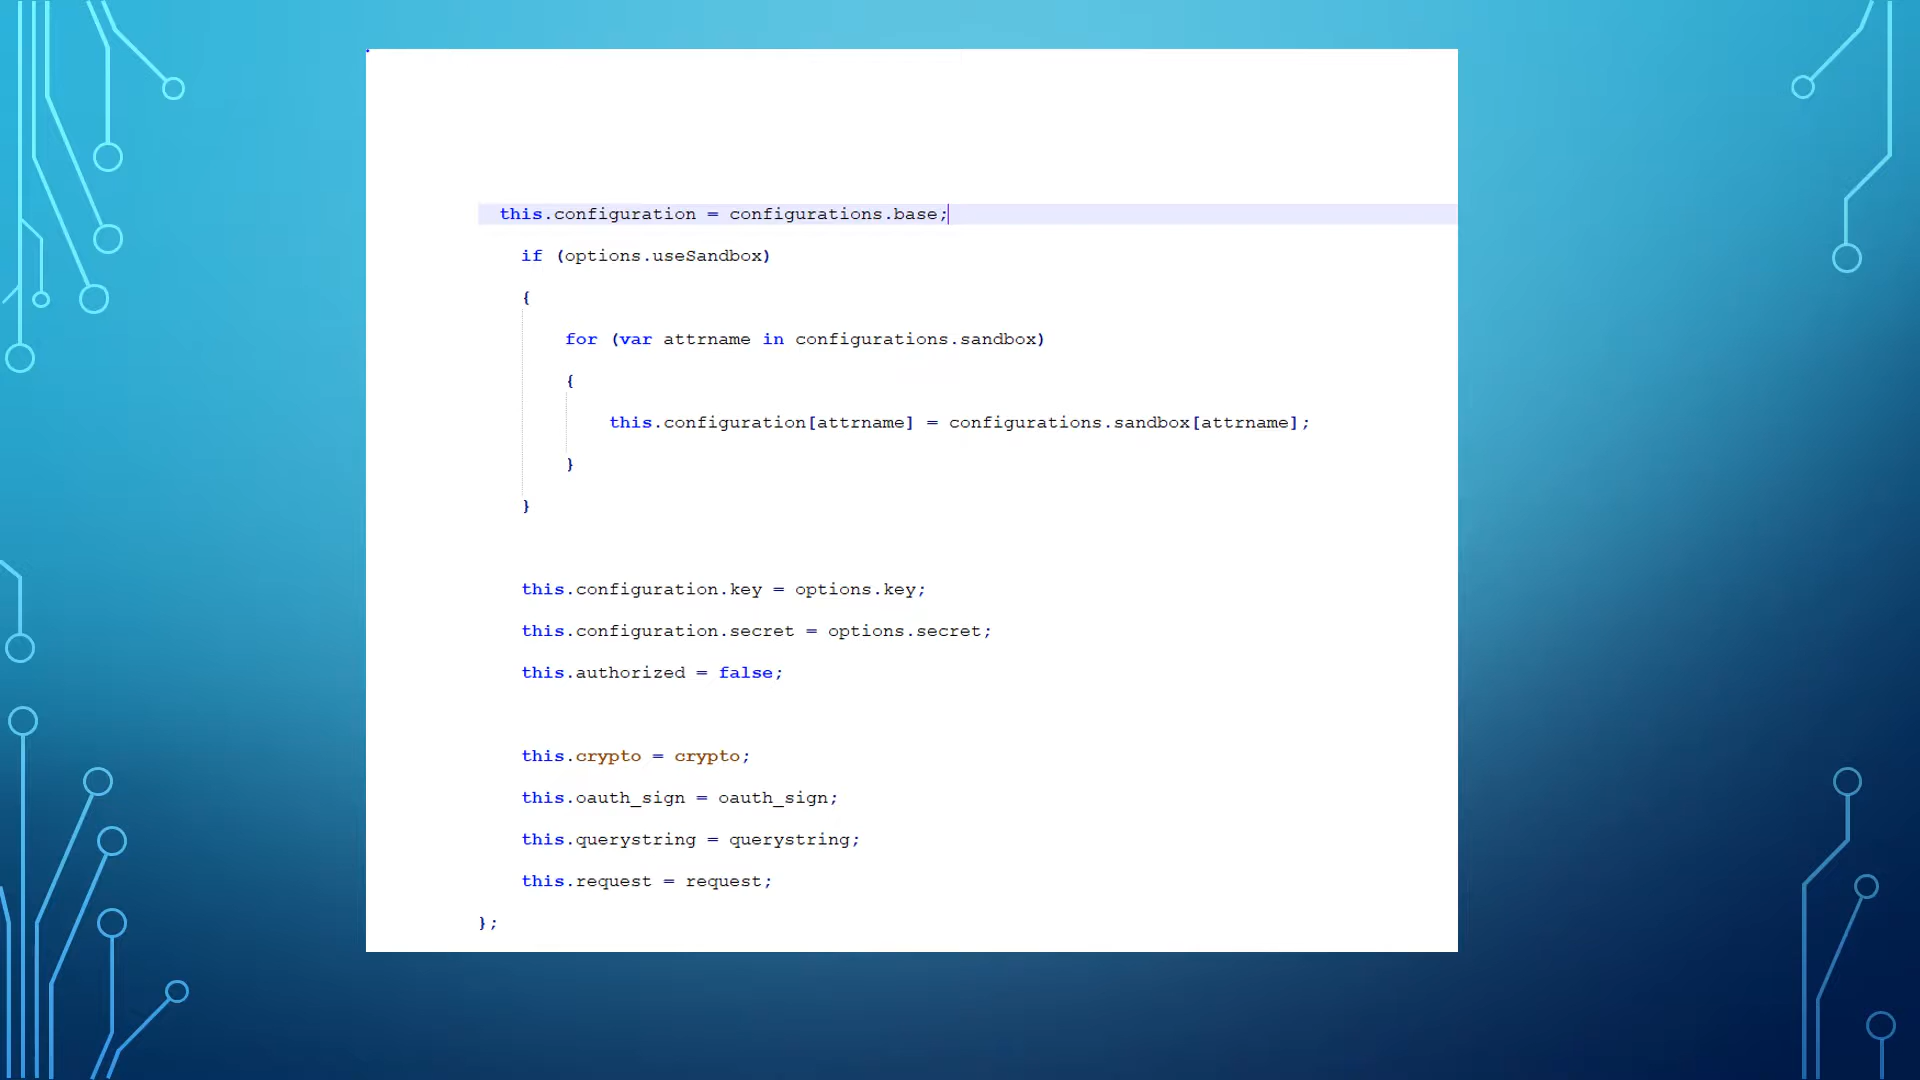 this.configuration = configurations.base;
if (options.useSandbox)
{
for (var attrname in configurations.sandbox)
{
this.configuration[attrname] = configurations.sandbox[attrname];
}
}
this.configuration.key = options.key;
this.configuration.secret = options.secret;
this.authorized = false;
this.crypto = crypto;
this.oauth_sign = oauth_sign;
this.querystring = querystring;
this.request = request;
};